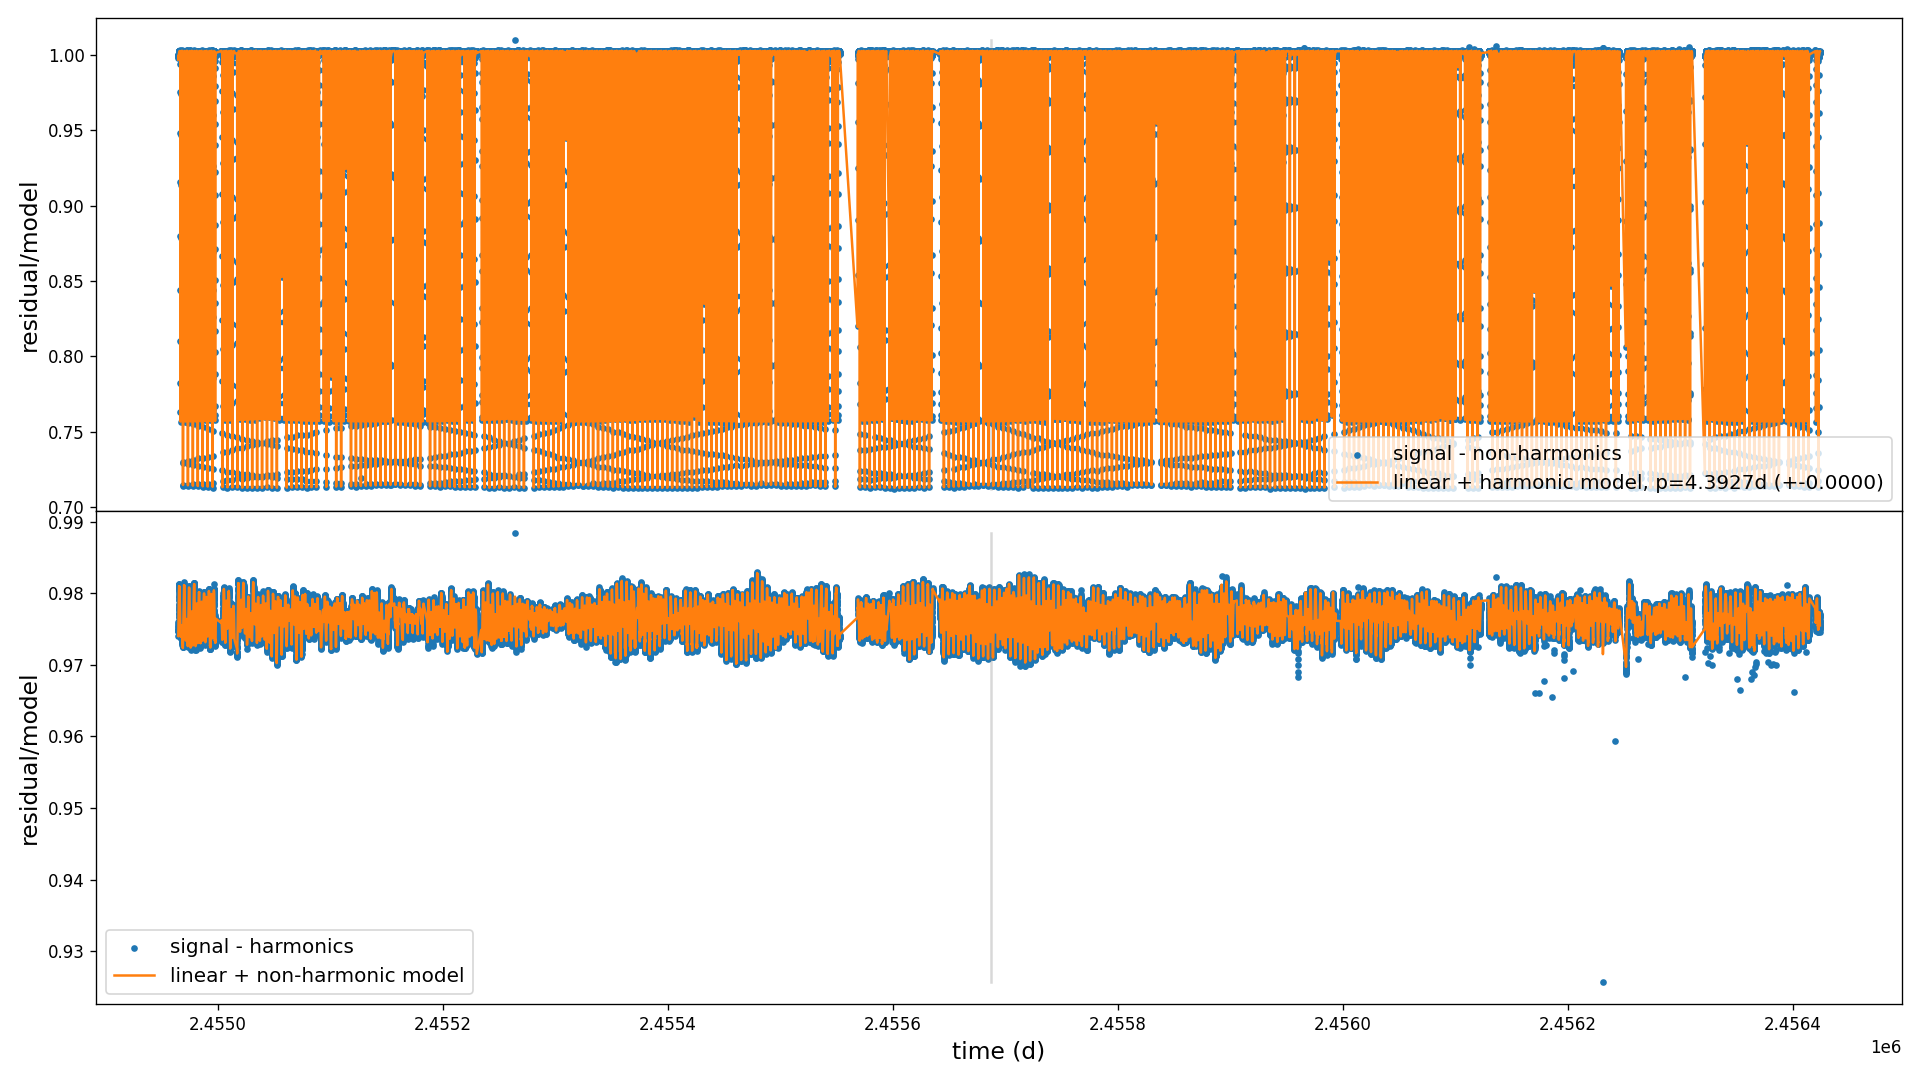 1.00
0.95
0.90
0.85
0.80
0.75
0.70
residual/model
signal - non-harmonics
linear + harmonic model, p=4.3927d (+-0.0000)
0.99
0.98
0.97
0.96
0.95
0.94
0.93
residual/model
signal - harmonics
linear + non-harmonic model
2.4550 2.4552 2.4554 2.4556 2.4558 2.4560 2.4562 2.4564
time (d)
1e6